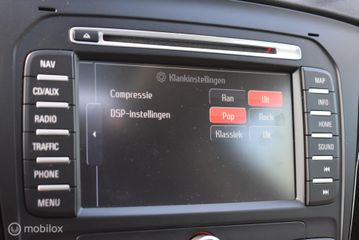 NAV
CD/AUX
RADIO
TRAFFIC
PHONE
MENU
Klankinstellingen
Compressie Aan Uit
DSP-instellingen Pop Rock
Klassiek Uit
MAP
INFO
HOME
SOUND
© mobilox